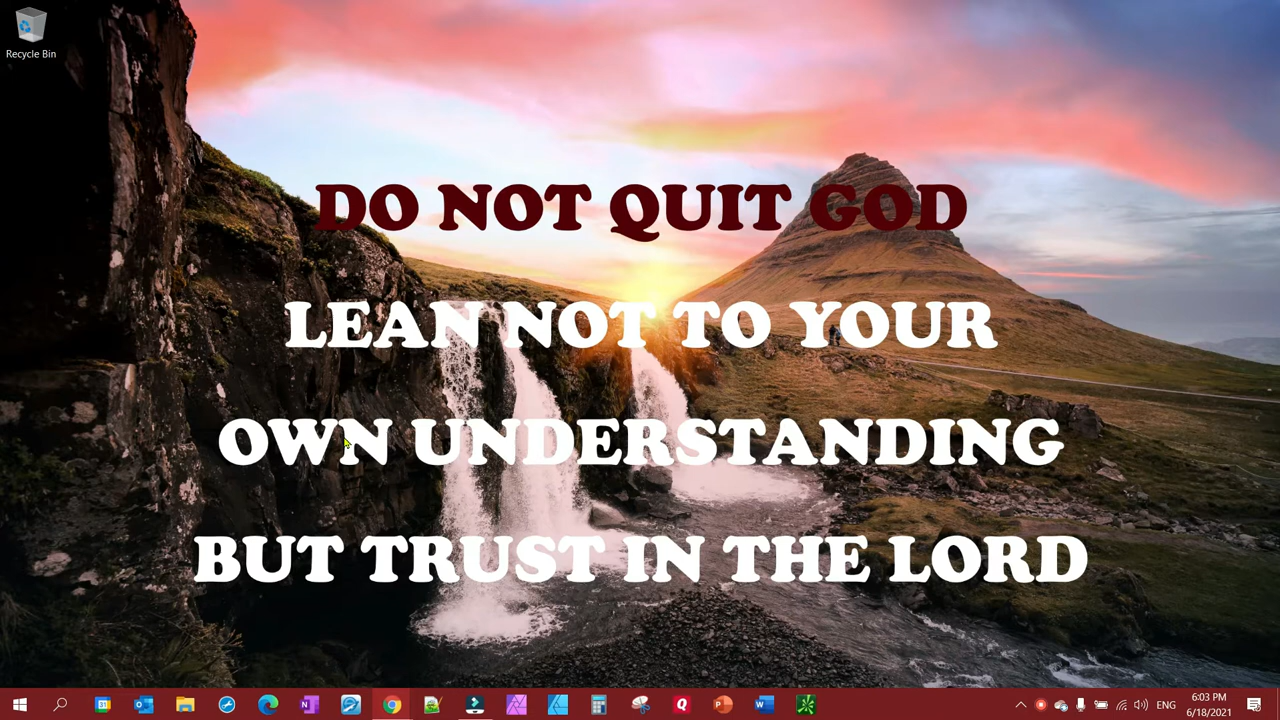 Recycle Bin
DO NOT QUIT GOD
LEAN NOT TO YOUR
OWN UNDERSTANDING
BUT TRUST IN THE LORD
31
N
Q
P
W
ENG
6:03 PM
6/18/2021